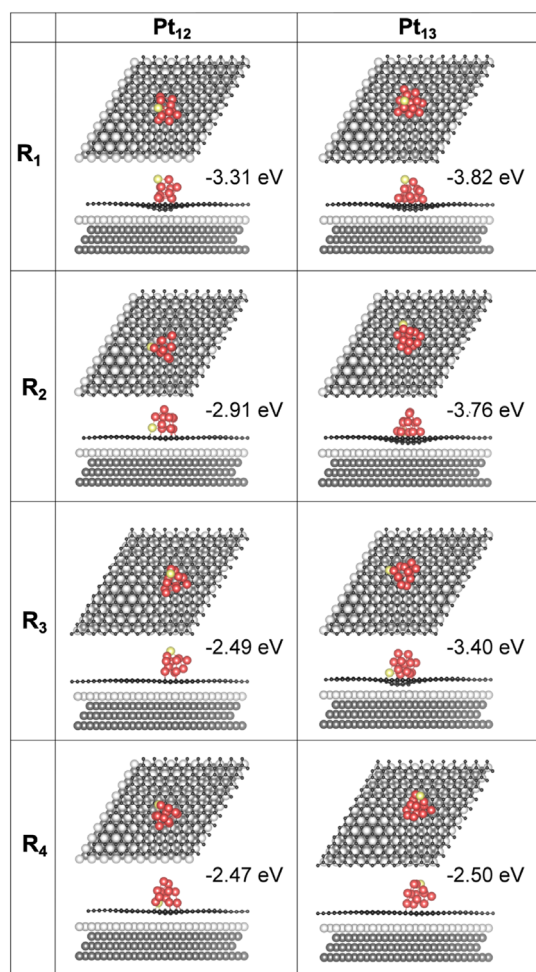 Pt₁₂ Pt₁₃
R₁ -3.31 eV -3.82 eV
R₂ -2.91 eV -3.76 eV
R₃ -2.49 eV -3.40 eV
R₄ -2.47 eV -2.50 eV